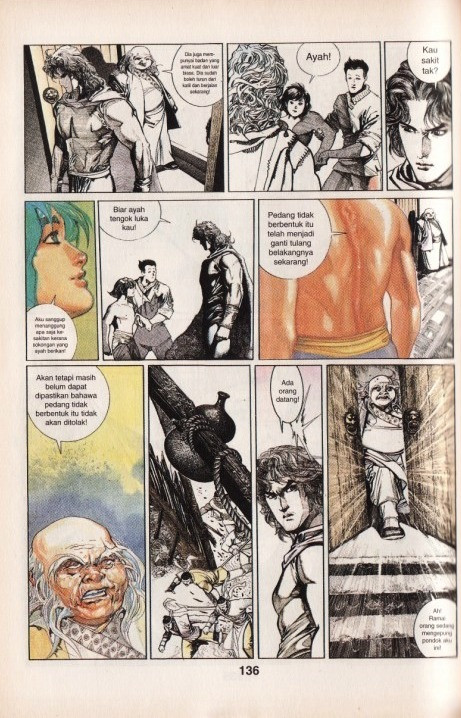 Dia juga mem-
punyai badan yang
amat kuat dan luar
biasa. Dia sudah
boleh turun dari
katil dan berjalan
sekarang!
Ayah!
Kau
sakit
tak?
Aku sanggup
menanggung
apa saja ke-
sakitan kerana
sokongan yang
ayah berikan!
Biar ayah
tengok luka
kau!
Pedang tidak
berbentuk itu
telah menjadi
ganti tulang
belakangnya
sekarang!
Akan tetapi masih
belum dapat
dipastikan bahawa
pedang tidak
berbentuk itu tidak
akan ditolak!
Ada
orang
datang!
Ah!
Ramai
orang sedang
mengepung
pondok aku
ini!
136